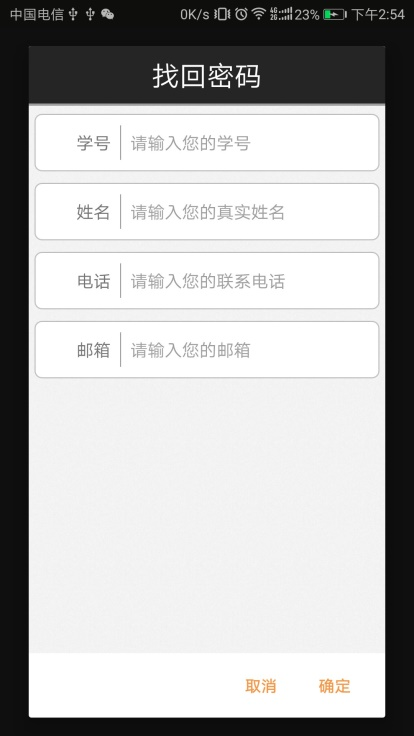 中国电信 0K/s 4G 2G 23% 下午2:54
找回密码
学号 请输入您的学号
姓名 请输入您的真实姓名
电话 请输入您的联系电话
邮箱 请输入您的邮箱
取消 确定